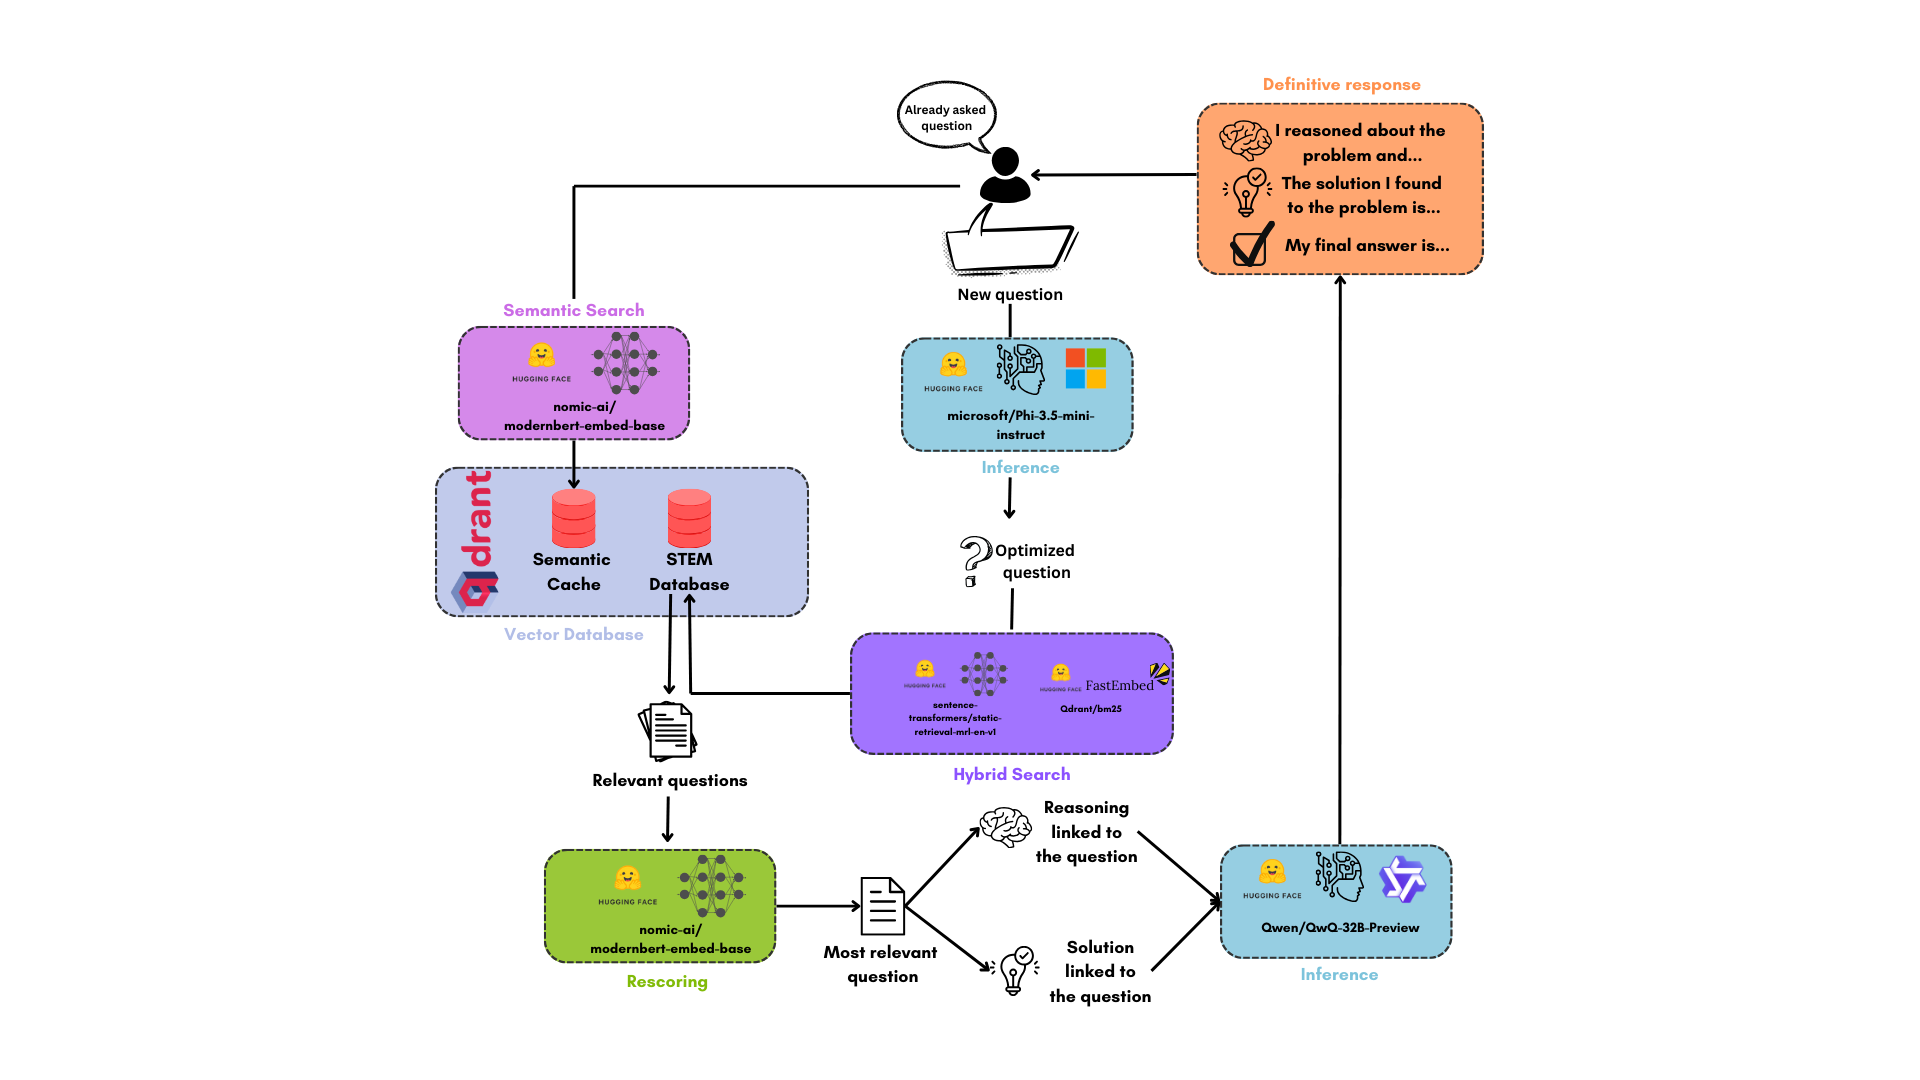 Definitive response
Already asked
question
I reasoned about the
problem and...
The solution I found
to the problem is...
My final answer is...
New question
Semantic Search
HUGGING FACE
nomic-ai/
modernbert-embed-base
HUGGING FACE
microsoft/Phi-3.5-mini-
instruct
Inference
qdrant
Semantic
Cache
STEM
Database
Vector Database
Optimized
question
HUGGING FACE
sentence-
transformers/static-
retrieval-mrl-en-v1
HUGGING FACE
FastEmbed
Qdrant/bm25
Hybrid Search
Relevant questions
HUGGING FACE
nomic-ai/
modernbert-embed-base
Rescoring
Most relevant
question
Reasoning
linked to
the question
Solution
linked to
the question
HUGGING FACE
Qwen/QwQ-32B-Preview
Inference